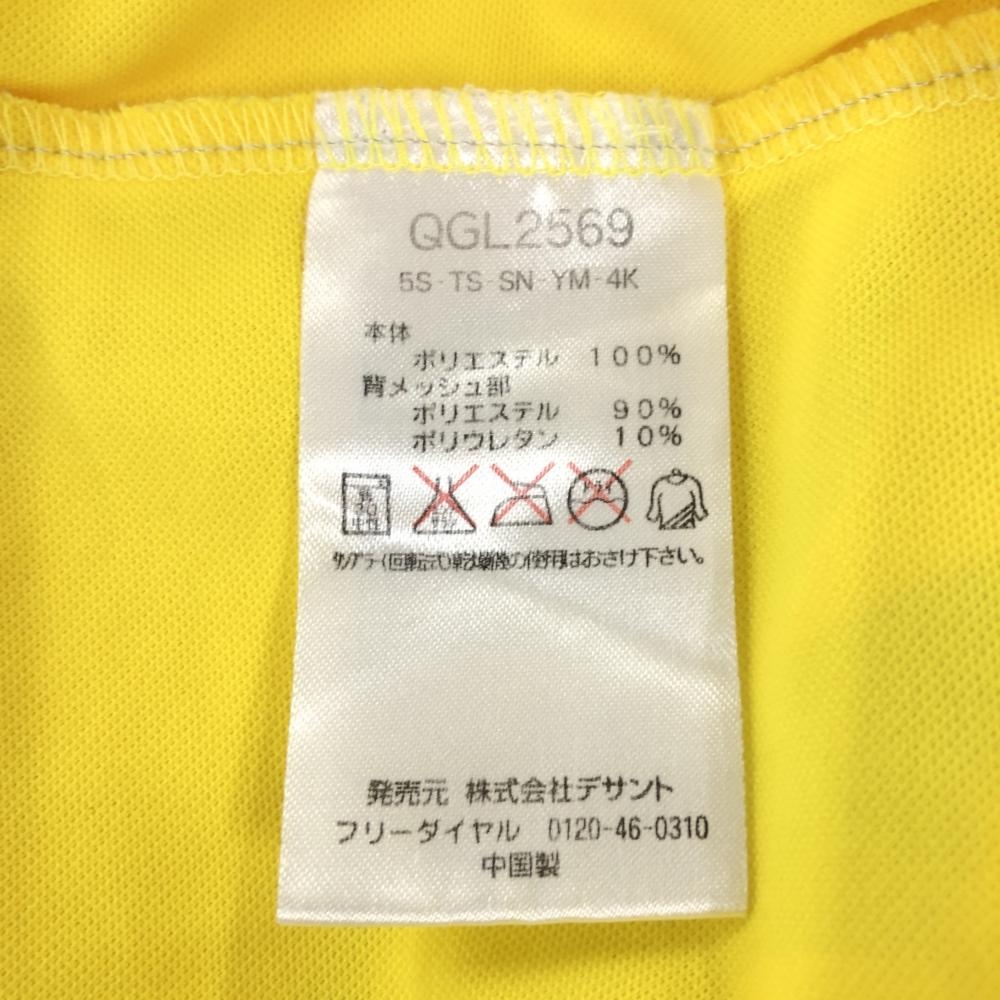 QGL2569
5S-TS-SN-YM-4K
本体
ポリエステル 100%
背メッシュ部
ポリエステル 90%
ポリウレタン 10%
ドライ
タンブラー(回転式)乾燥機の使用はおさけ下さい。
発売元 株式会社デサント
フリーダイヤル 0120-46-0310
中国製